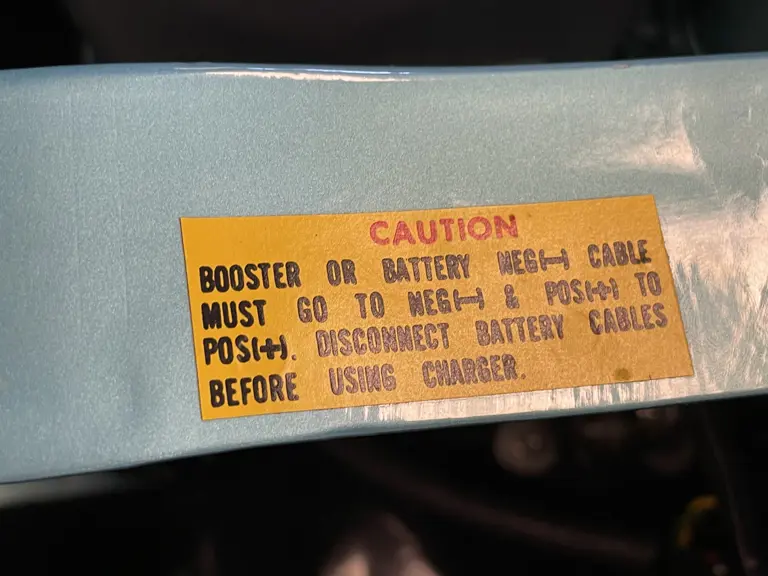 CAUTION
BOOSTER OR BATTERY NEG(-) CABLE
MUST GO TO NEG(-) & POS(+) TO
POS(+). DISCONNECT BATTERY CABLES
BEFORE USING CHARGER.